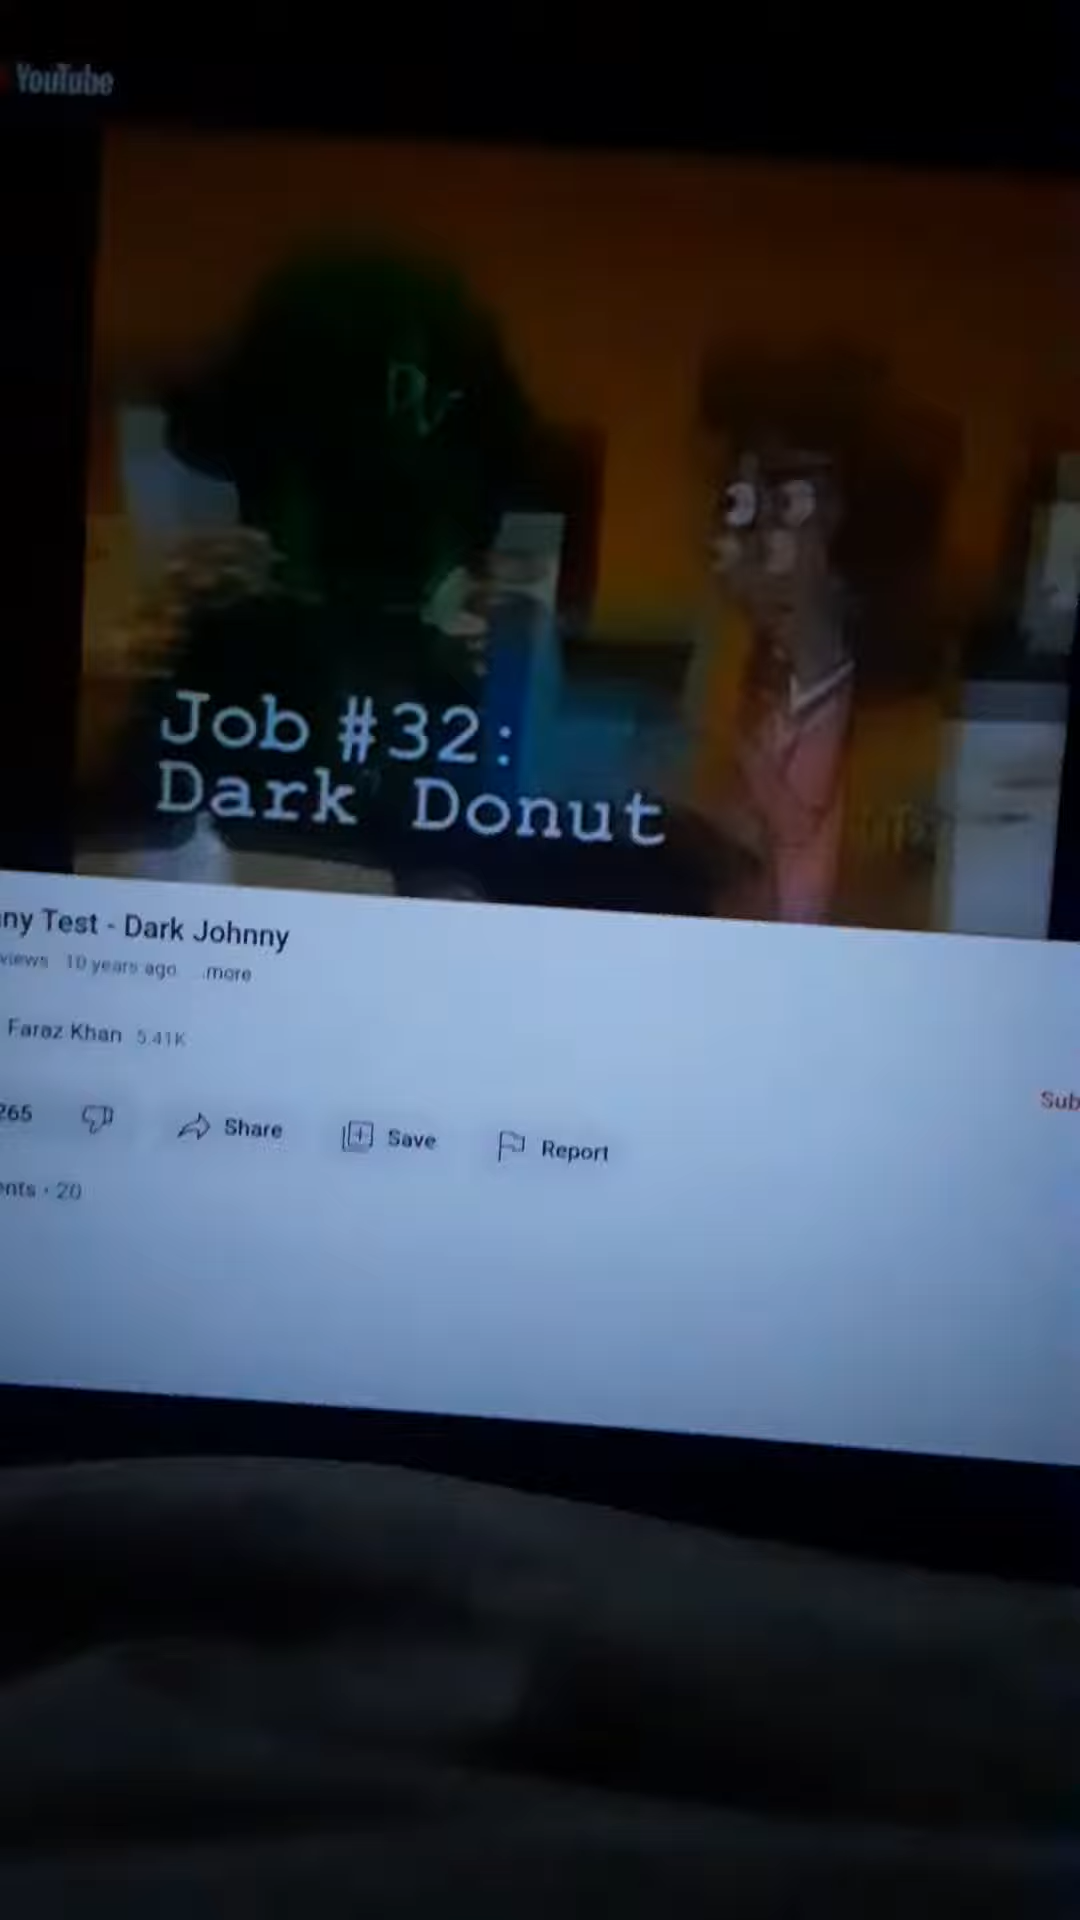 YouTube
Job #32:
Dark Donut
ny Test - Dark Johnny
views 10 years ago ...more
Faraz Khan 5.41K
265
Share
Save
Report
Sub
nts · 20